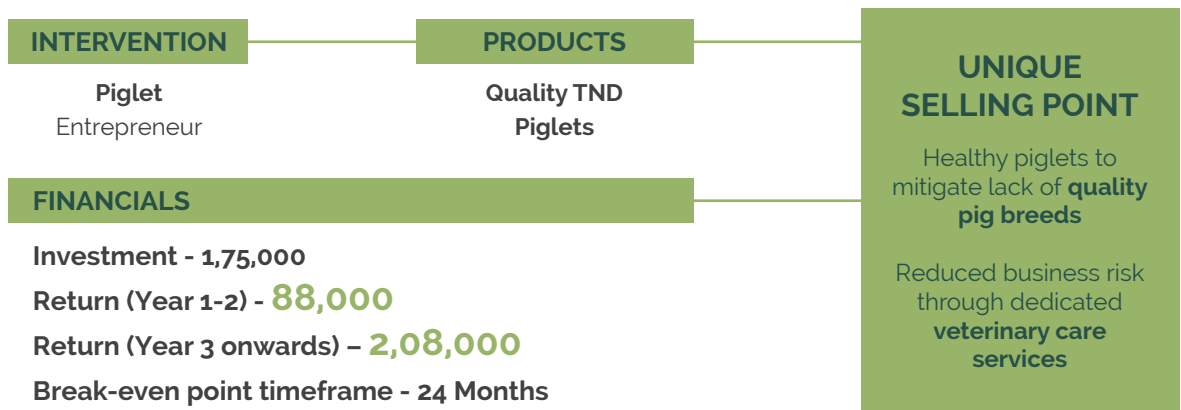 INTERVENTION
Piglet
Entrepreneur
PRODUCTS
Quality TND
Piglets
FINANCIALS
Investment - 1,75,000
Return (Year 1-2) - 88,000
Return (Year 3 onwards) – 2,08,000
Break-even point timeframe - 24 Months
UNIQUE
SELLING POINT
Healthy piglets to
mitigate lack of quality
pig breeds
Reduced business risk
through dedicated
veterinary care
services